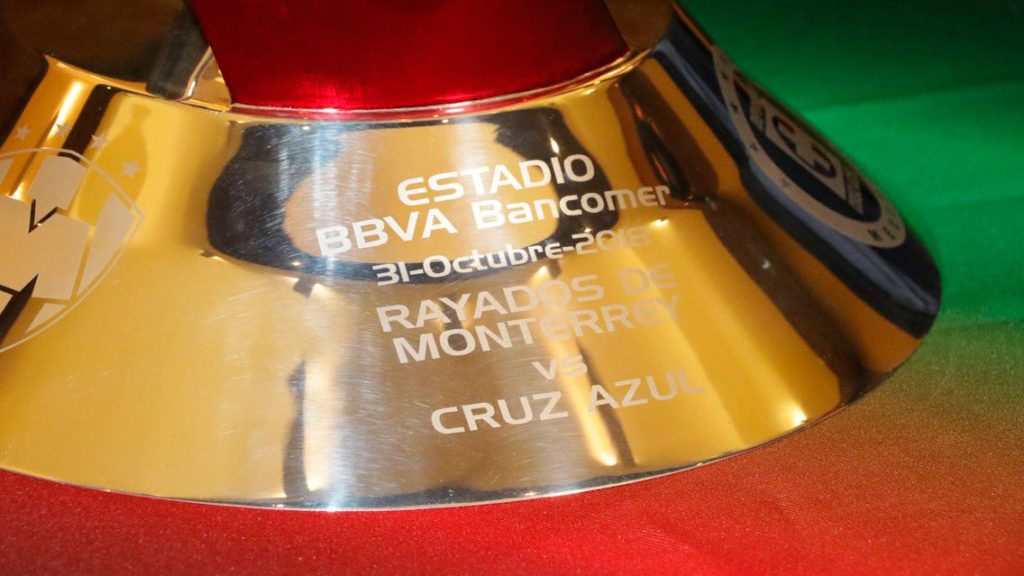 ESTADIO
BBVA Bancomer
31-Octubre-2018
RAYADOS DE
MONTERREY
vs
CRUZ AZUL